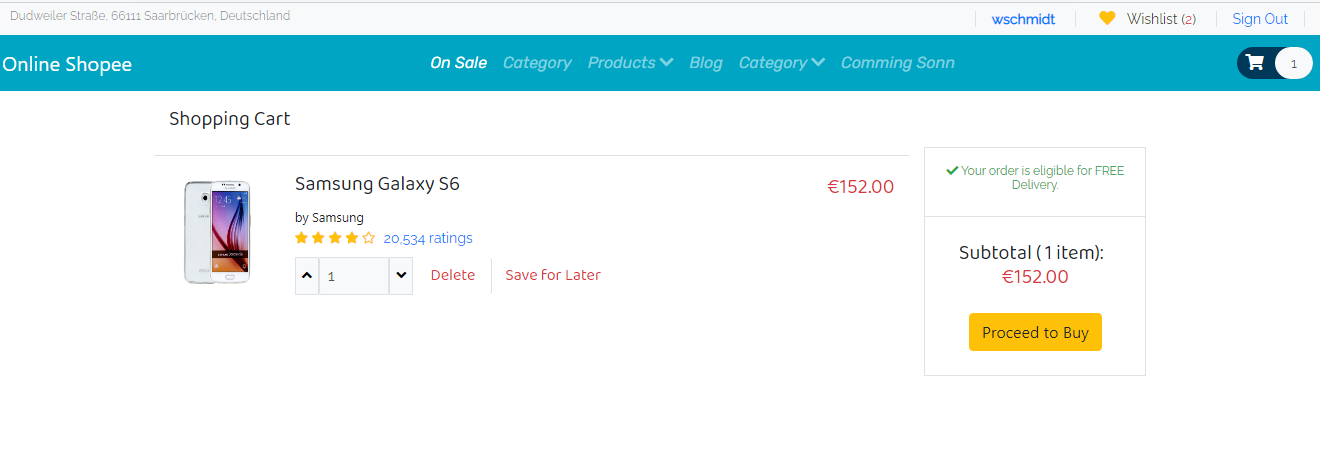 Dudweiler Straße, 66111 Saarbrücken, Deutschland
wschmidt
Wishlist (2)
Sign Out
Online Shopee
On Sale Category Products Blog Category Comming Sonn
1
Shopping Cart
Samsung Galaxy S6
€152.00
by Samsung
20,534 ratings
1
Delete
Save for Later
Your order is eligible for FREE
Delivery.
Subtotal ( 1 item):
€152.00
Proceed to Buy